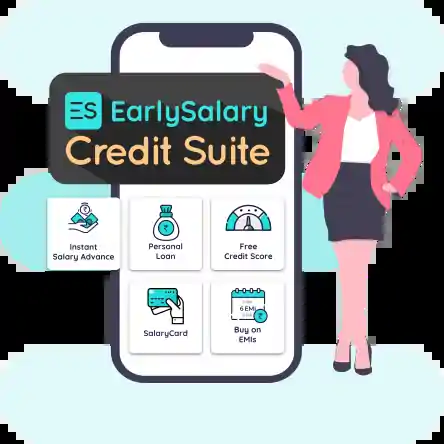 ES EarlySalary
Credit Suite
Instant
Salary Advance
Personal
Loan
Free
Credit Score
SalaryCard
6 EMI
Buy on
EMIs